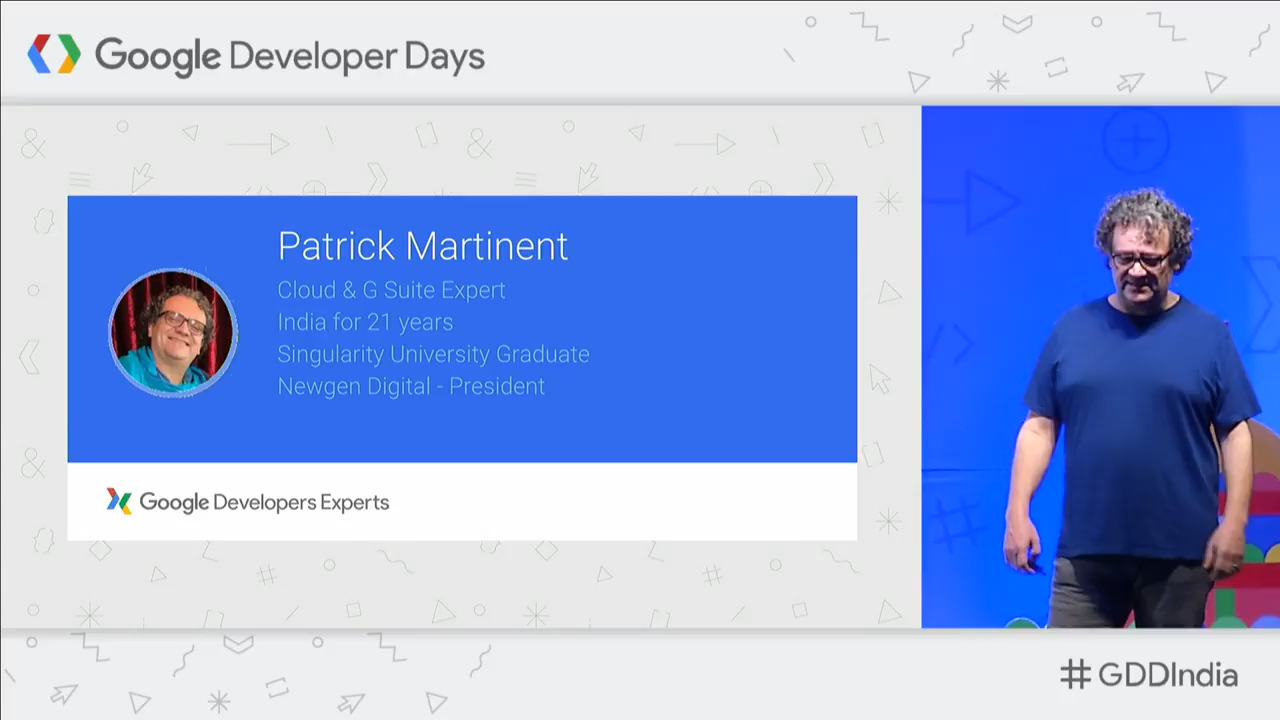 Google Developer Days
Patrick Martinent
Cloud & G Suite Expert
India for 21 years
Singularity University Graduate
Newgen Digital - President
Google Developers Experts
# GDDIndia